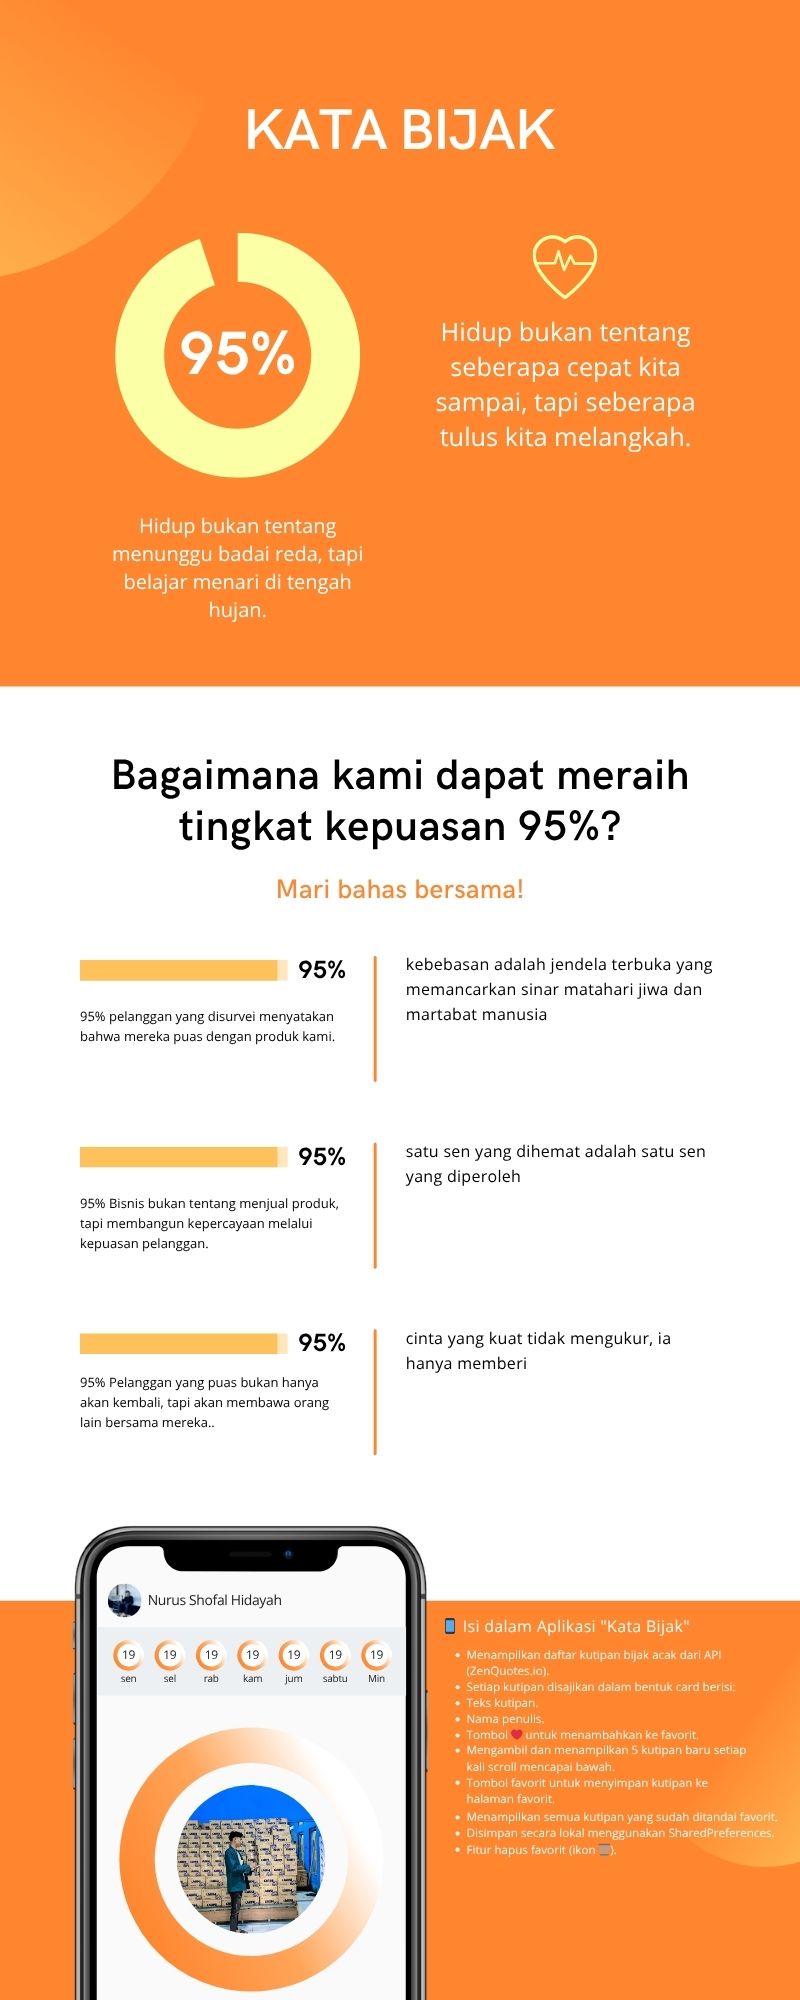 KATA BIJAK
95%
Hidup bukan tentang
menunggu badai reda, tapi
belajar menari di tengah
hujan.
Hidup bukan tentang
seberapa cepat kita
sampai, tapi seberapa
tulus kita melangkah.
Bagaimana kami dapat meraih
tingkat kepuasan 95%?
Mari bahas bersama!
95%
95% pelanggan yang disurvei menyatakan
bahwa mereka puas dengan produk kami.
kebebasan adalah jendela terbuka yang
memancarkan sinar matahari jiwa dan
martabat manusia
95%
95% Bisnis bukan tentang menjual produk,
tapi membangun kepercayaan melalui
kepuasan pelanggan.
satu sen yang dihemat adalah satu sen
yang diperoleh
95%
95% Pelanggan yang puas bukan hanya
akan kembali, tapi akan membawa orang
lain bersama mereka..
cinta yang kuat tidak mengukur, ia
hanya memberi
Nurus Shofal Hidayah
19 19 19 19 19 19 19
sen sel rab kam jum sabtu Min
📱 Isi dalam Aplikasi "Kata Bijak"
• Menampilkan daftar kutipan bijak acak dari API
(ZenQuotes.io).
• Setiap kutipan disajikan dalam bentuk card berisi:
• Teks kutipan.
• Nama penulis.
• Tombol ❤️ untuk menambahkan ke favorit.
• Mengambil dan menampilkan 5 kutipan baru setiap
kali scroll mencapai bawah.
• Tombol favorit untuk menyimpan kutipan ke
halaman favorit.
• Menampilkan semua kutipan yang sudah ditandai favorit.
• Disimpan secara lokal menggunakan SharedPreferences.
• Fitur hapus favorit (ikon 🗑️).